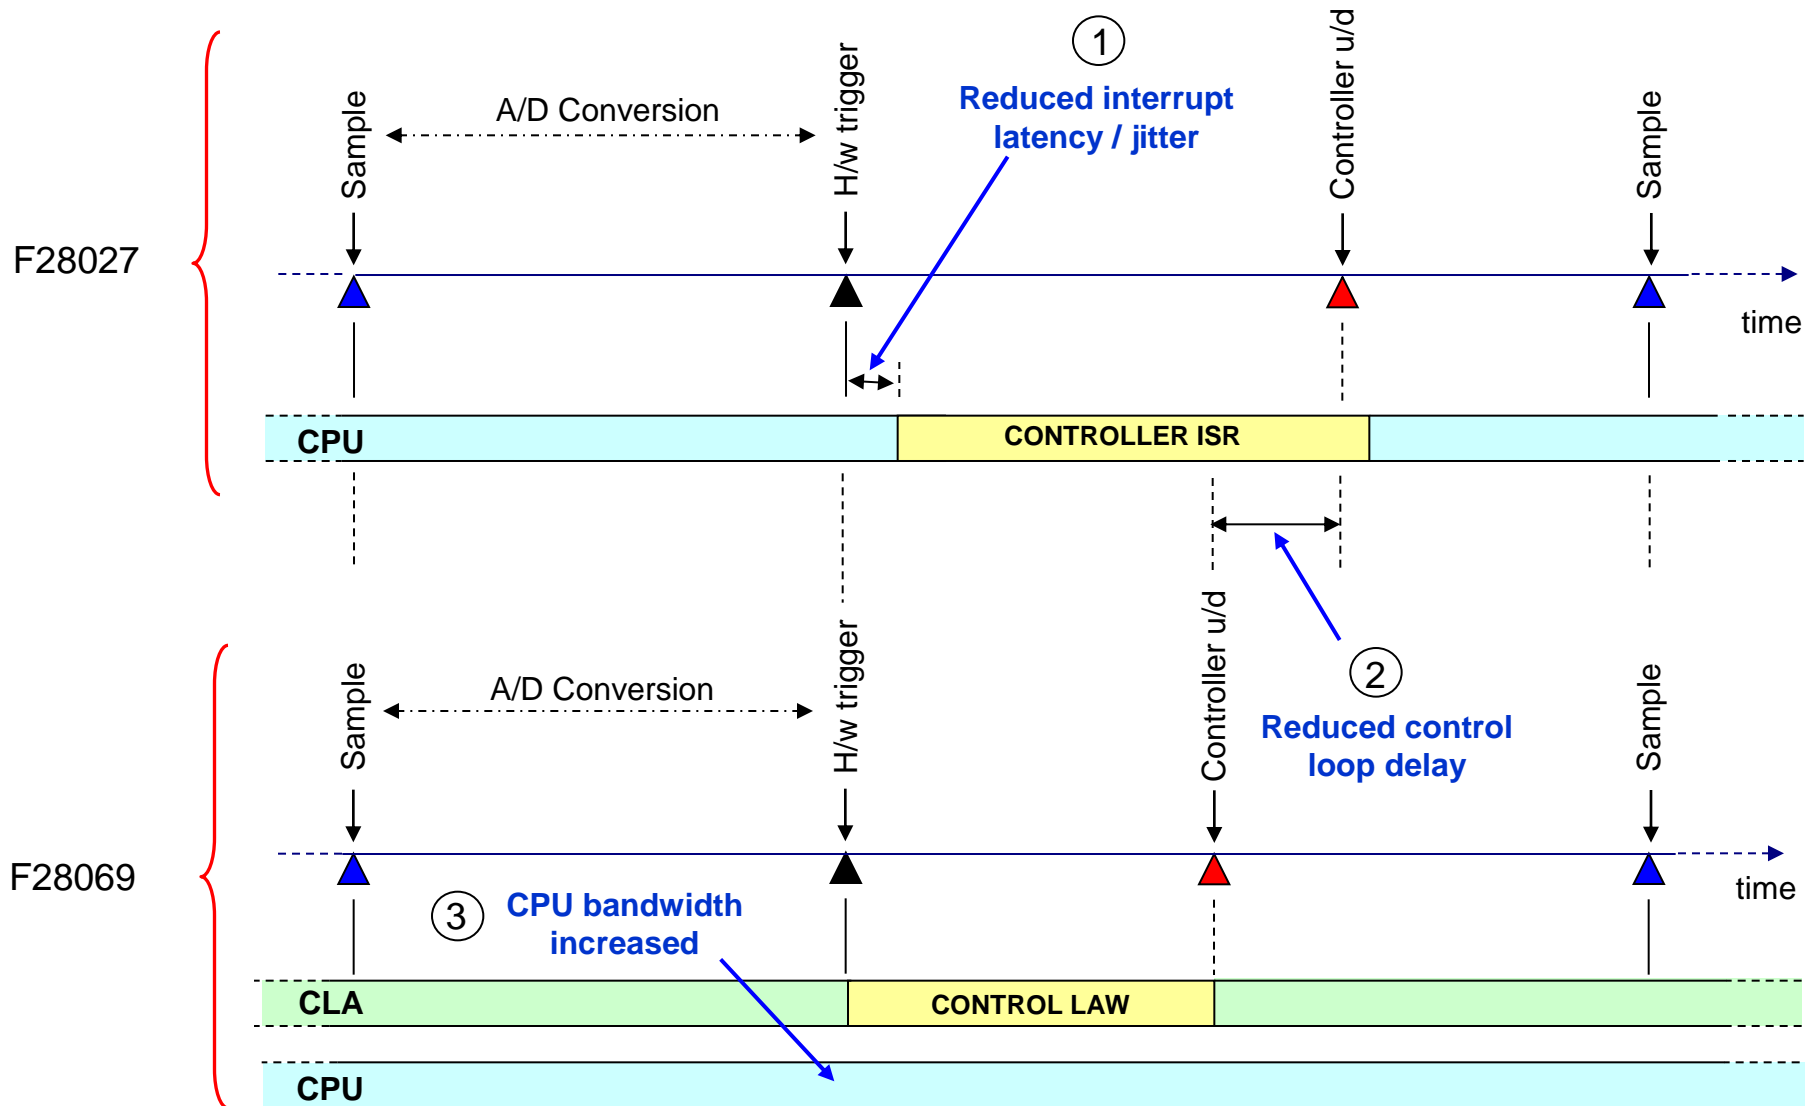 1
Reduced interrupt
latency / jitter
Sample
A/D Conversion
H/w trigger
Controller u/d
Sample
F28027
time
CPU
CONTROLLER ISR
2
Reduced control
loop delay
Sample
A/D Conversion
H/w trigger
Controller u/d
Sample
F28069
time
3
CPU bandwidth
increased
CLA
CONTROL LAW
CPU